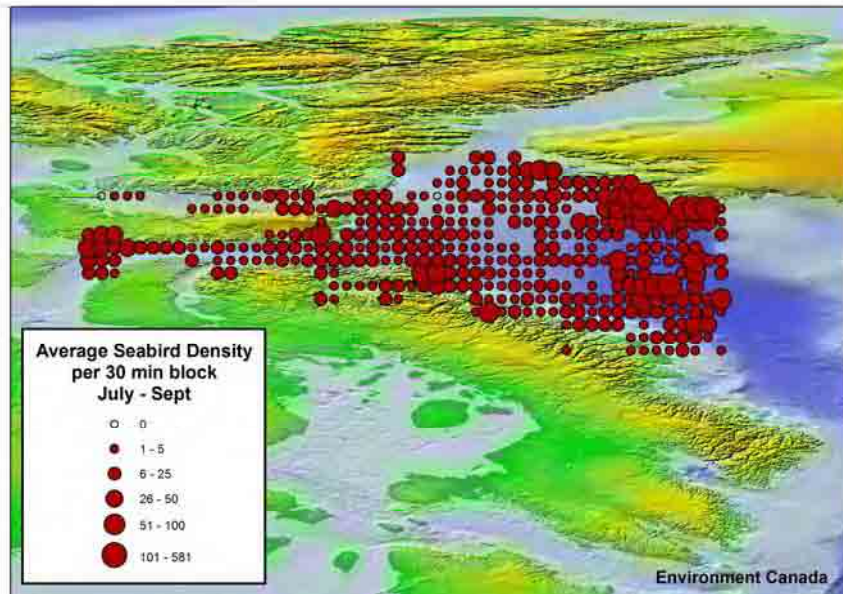 Average Seabird Density
per 30 min block
July - Sept
0
1 - 5
6 - 25
26 - 50
51 - 100
101 - 581
Environment Canada